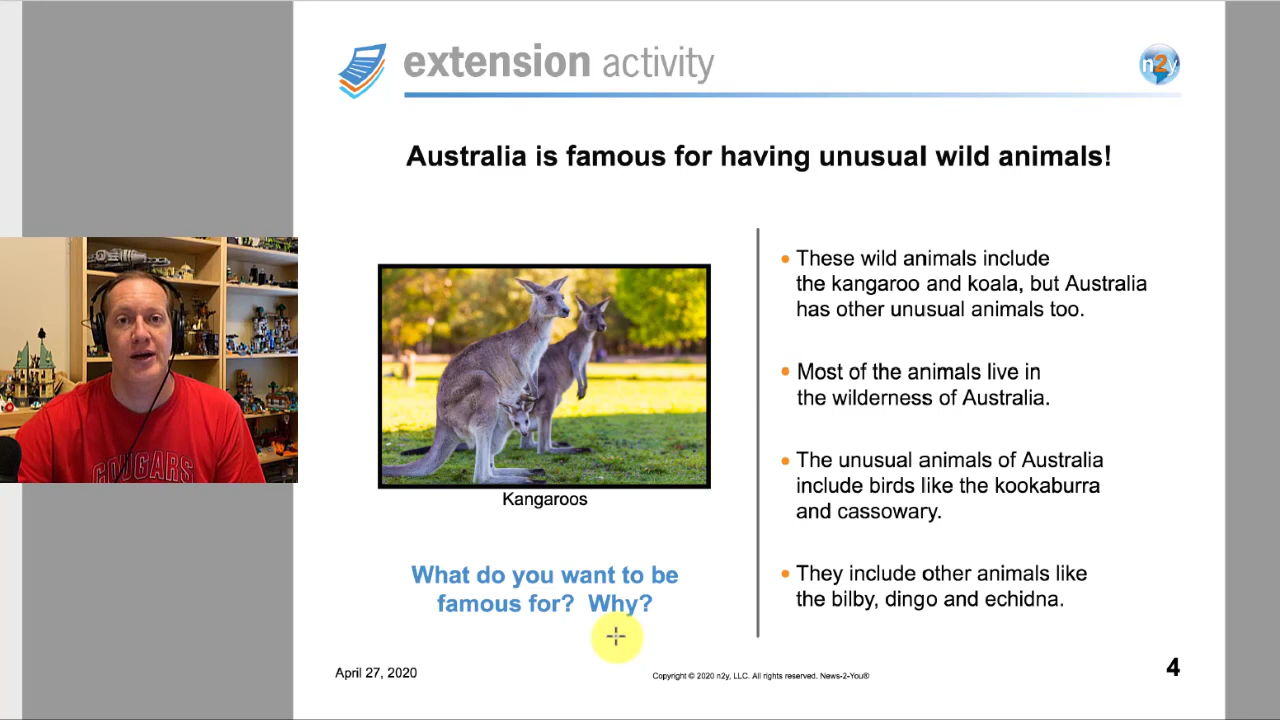 extension activity
n2y
Australia is famous for having unusual wild animals!
COUGARS
Kangaroos
What do you want to be
famous for?  Why?
• These wild animals include
the kangaroo and koala, but Australia
has other unusual animals too.
• Most of the animals live in
the wilderness of Australia.
• The unusual animals of Australia
include birds like the kookaburra
and cassowary.
• They include other animals like
the bilby, dingo and echidna.
April 27, 2020
Copyright © 2020 n2y, LLC. All rights reserved. News-2-You®
4